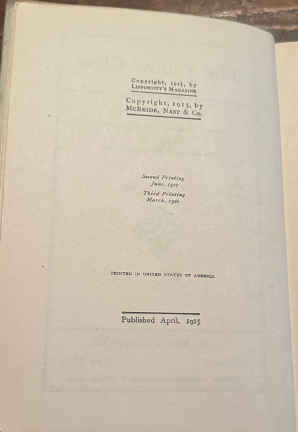 Copyright, 1915, by
Lippincott's Magazine
Copyright, 1915, by
McBride, Nast & Co.
Second Printing
June, 1915
Third Printing
March, 1916
PRINTED IN UNITED STATES OF AMERICA
Published April, 1915